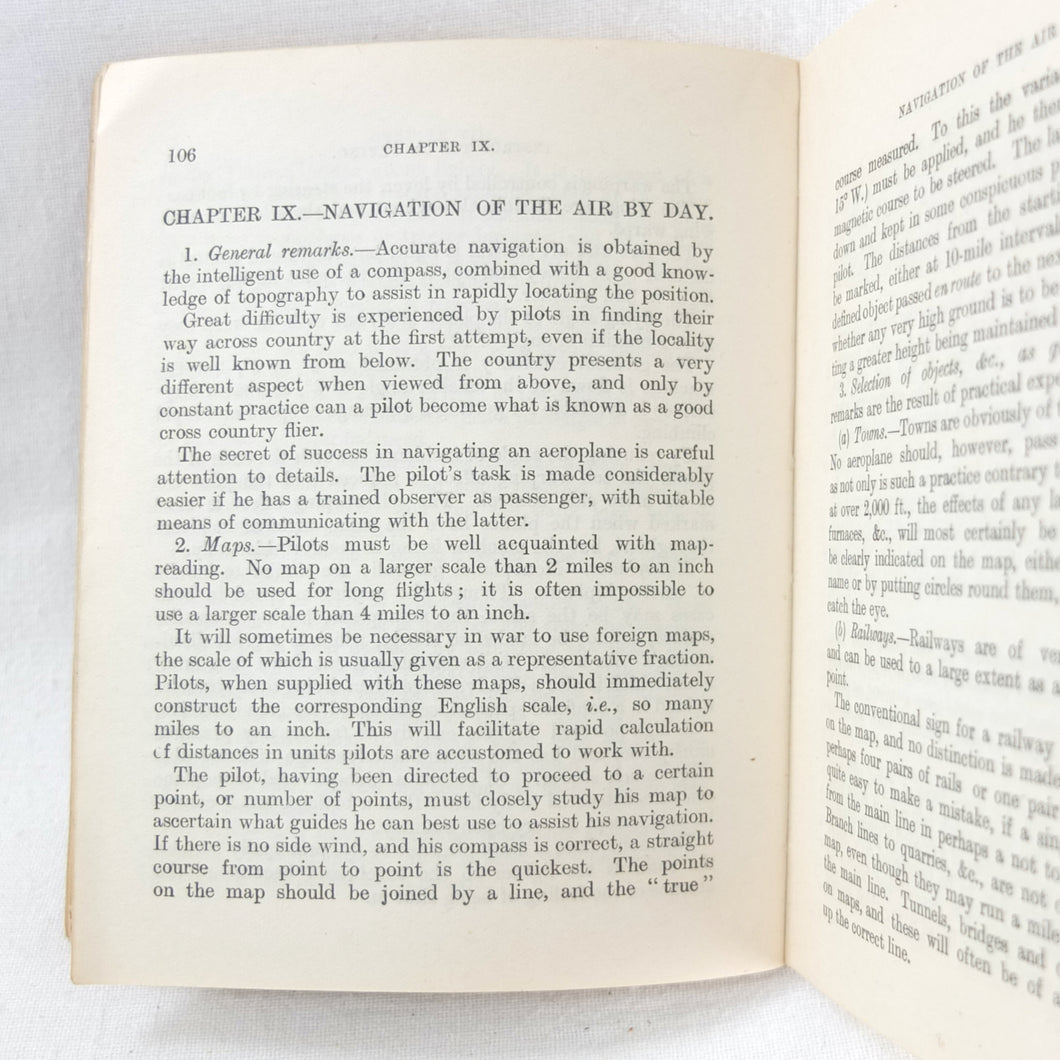 106
CHAPTER IX.
CHAPTER IX.—NAVIGATION OF THE AIR BY DAY.
1. General remarks.—Accurate navigation is obtained by
the intelligent use of a compass, combined with a good know-
ledge of topography to assist in rapidly locating the position.
Great difficulty is experienced by pilots in finding their
way across country at the first attempt, even if the locality
is well known from below. The country presents a very
different aspect when viewed from above, and only by
constant practice can a pilot become what is known as a good
cross country flier.
The secret of success in navigating an aeroplane is careful
attention to details. The pilot's task is made considerably
easier if he has a trained observer as passenger, with suitable
means of communicating with the latter.
2. Maps.—Pilots must be well acquainted with map-
reading. No map on a larger scale than 2 miles to an inch
should be used for long flights; it is often impossible to
use a larger scale than 4 miles to an inch.
It will sometimes be necessary in war to use foreign maps,
the scale of which is usually given as a representative fraction.
Pilots, when supplied with these maps, should immediately
construct the corresponding English scale, i.e., so many
miles to an inch. This will facilitate rapid calculation
of distances in units pilots are accustomed to work with.
The pilot, having been directed to proceed to a certain
point, or number of points, must closely study his map to
ascertain what guides he can best use to assist his navigation.
If there is no side wind, and his compass is correct, a straight
course from point to point is the quickest. The points
on the map should be joined by a line, and the "true"
NAVIGATION OF THE AIR
course measured. To this the
15° W.) must be applied, and he
magnetic course to be steered. The
down and kept in some conspicuous
pilot. The distances from the
be marked, either at 10-mile
defined object passed en route to the
whether any very high ground is to be
ting a greater height being maintained
3. Selection of objects, &c., as
remarks are the result of practical
(a) Towns.—Towns are obviously of
No aeroplane should, however,
as not only is such a practice contrary
at over 2,000 ft., the effects of any
furnaces, &c., will most certainly be
be clearly indicated on the map,
name or by putting circles round them,
catch the eye.
(b) Railways.—Railways are of
and can be used to a large extent as
point.
The conventional sign for a railway
on the map, and no distinction is made
perhaps four pairs of rails or one
quite easy to make a mistake, if a
from the main line in perhaps a not
Branch lines to quarries, &c., are not
map, even though they may run a
the main line. Tunnels, bridges and
on maps, and these will often be of
up the correct line.